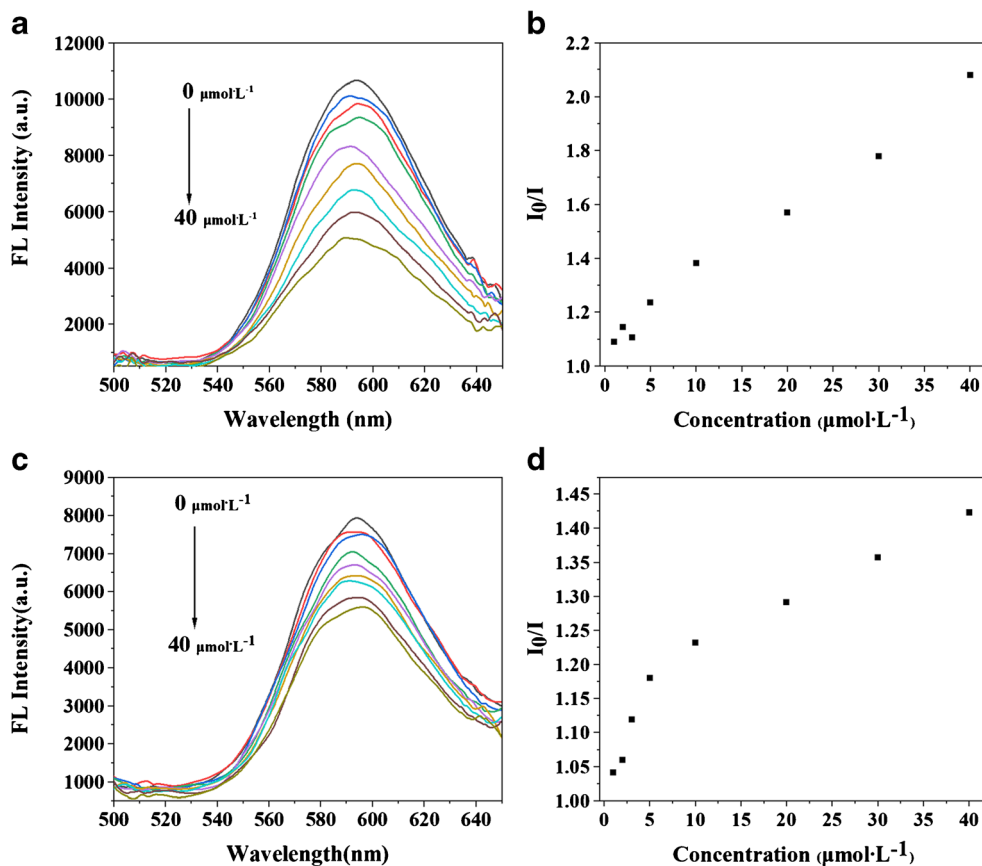 a
12000
10000
8000
6000
4000
2000
FL Intensity (a.u.)
0 μmol·L⁻¹
40 μmol·L⁻¹
500 520 540 560 580 600 620 640
Wavelength (nm)
b
2.2
2.0
1.8
1.6
1.4
1.2
1.0
I₀/I
0 5 10 15 20 25 30 35 40
Concentration (μmol·L⁻¹)
c
9000
8000
7000
6000
5000
4000
3000
2000
1000
FL Intensity(a.u.)
0 μmol·L⁻¹
40 μmol·L⁻¹
500 520 540 560 580 600 620 640
Wavelength(nm)
d
1.45
1.40
1.35
1.30
1.25
1.20
1.15
1.10
1.05
1.00
I₀/I
0 5 10 15 20 25 30 35 40
Concentration (μmol·L⁻¹)